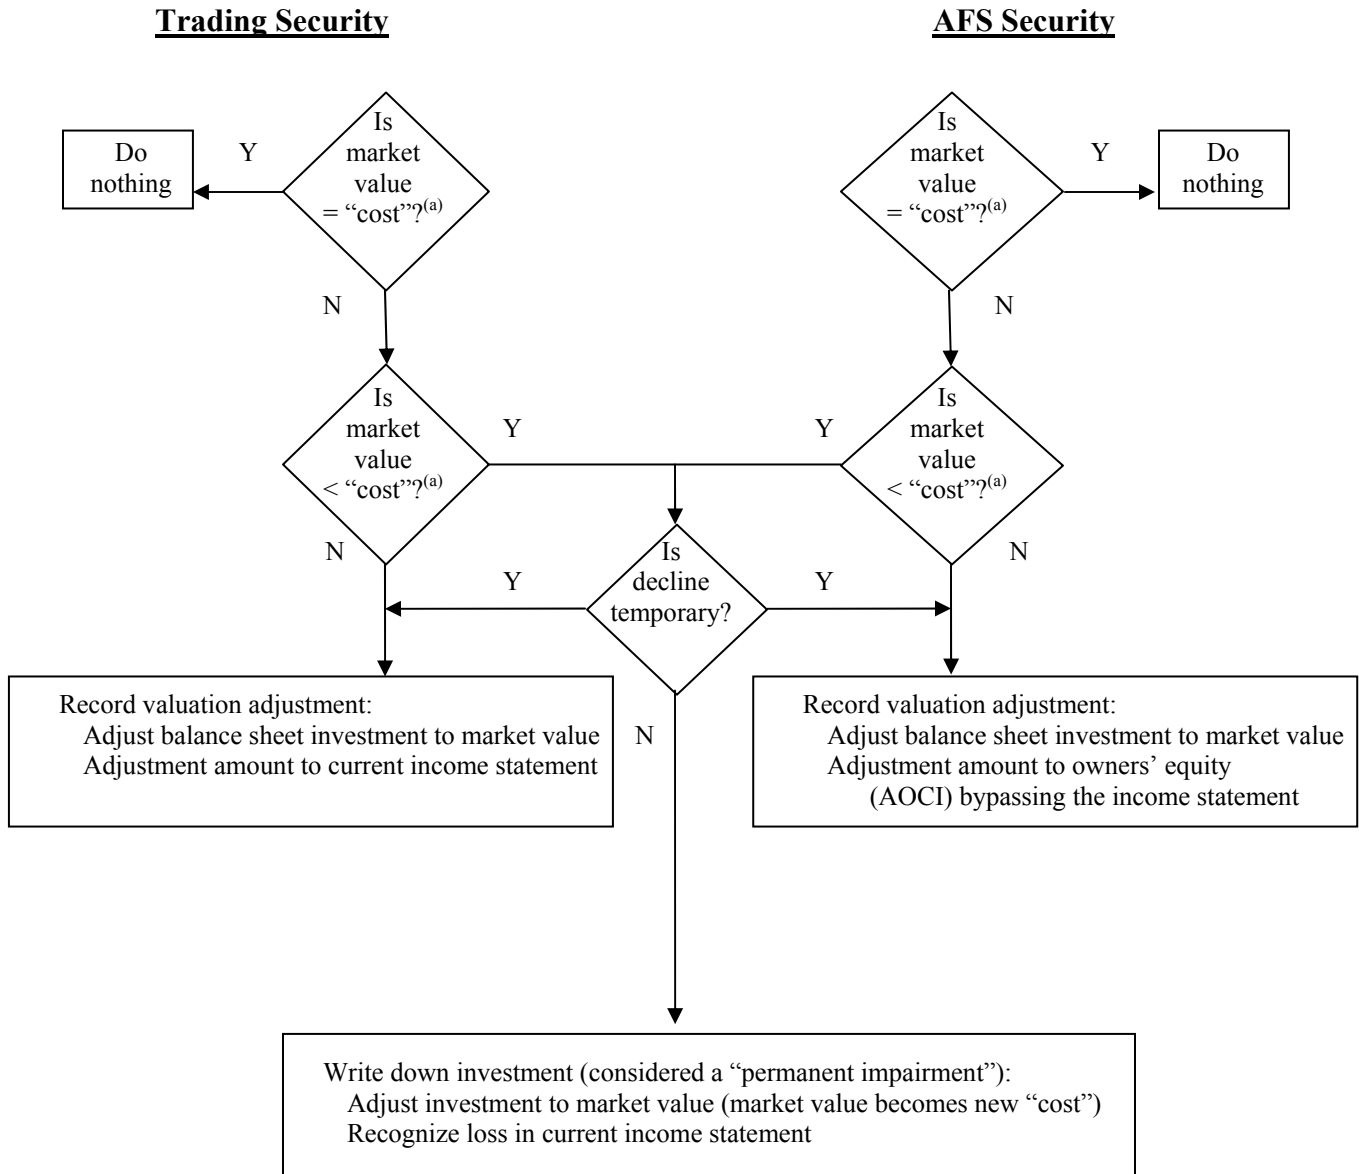 Trading Security
AFS Security
Is
market
value
= “cost”?(a)
Y
Do
nothing
N
Is
market
value
= “cost”?(a)
Y
Do
nothing
N
Is
market
value
< “cost”?(a)
Y
N
Is
market
value
< “cost”?(a)
Y
N
Is
decline
temporary?
Y
Y
N
Record valuation adjustment:
Adjust balance sheet investment to market value
Adjustment amount to current income statement
Record valuation adjustment:
Adjust balance sheet investment to market value
Adjustment amount to owners’ equity
(AOCI) bypassing the income statement
Write down investment (considered a “permanent impairment”):
Adjust investment to market value (market value becomes new “cost”)
Recognize loss in current income statement